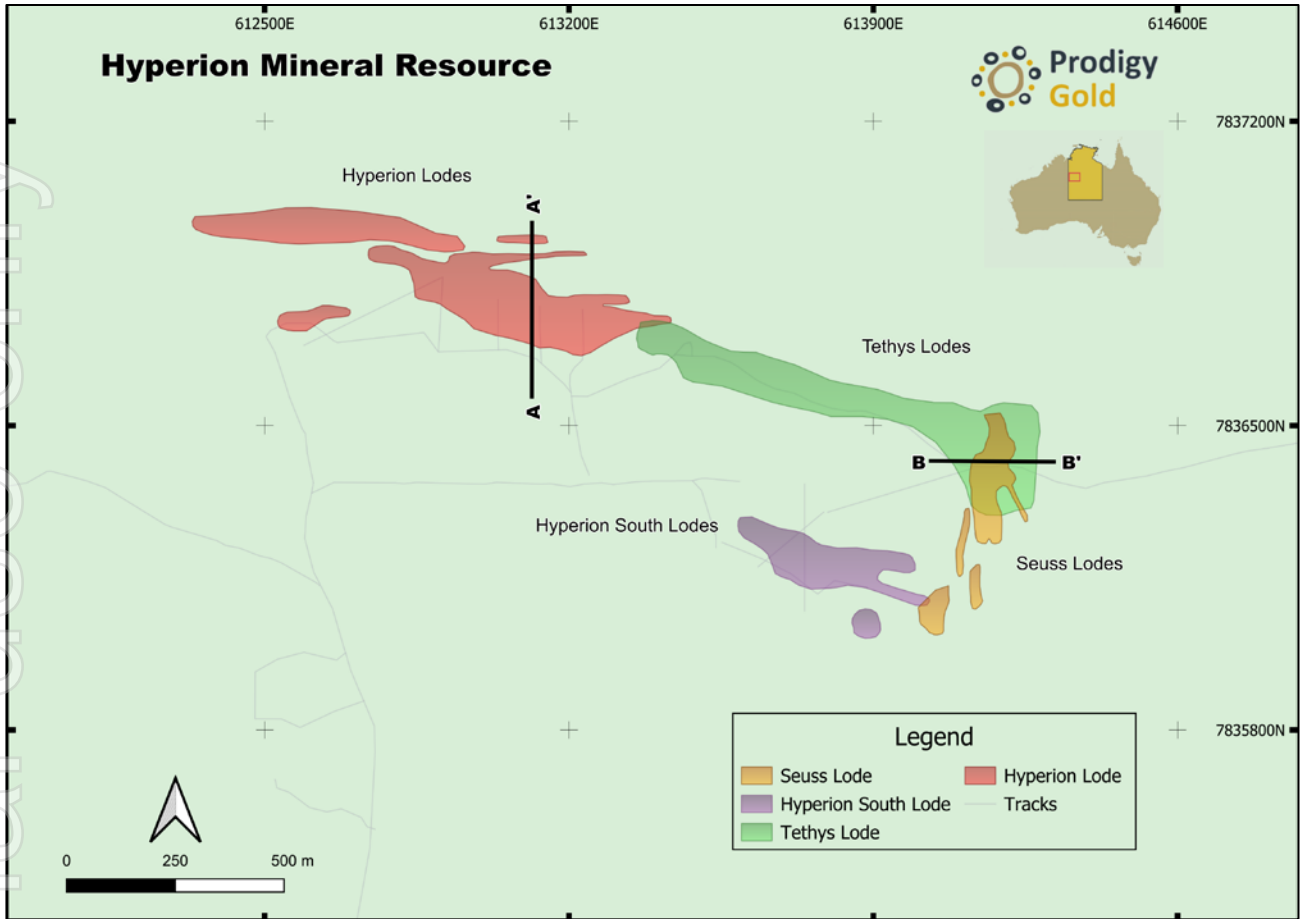 612500E
613200E
613900E
614600E
Hyperion Mineral Resource
Prodigy
Gold
7837200N
Hyperion Lodes
A'
Tethys Lodes
A
7836500N
B
B'
Hyperion South Lodes
Seuss Lodes
7835800N
Legend
Seuss Lode
Hyperion Lode
Hyperion South Lode
Tracks
Tethys Lode
0
250
500 m